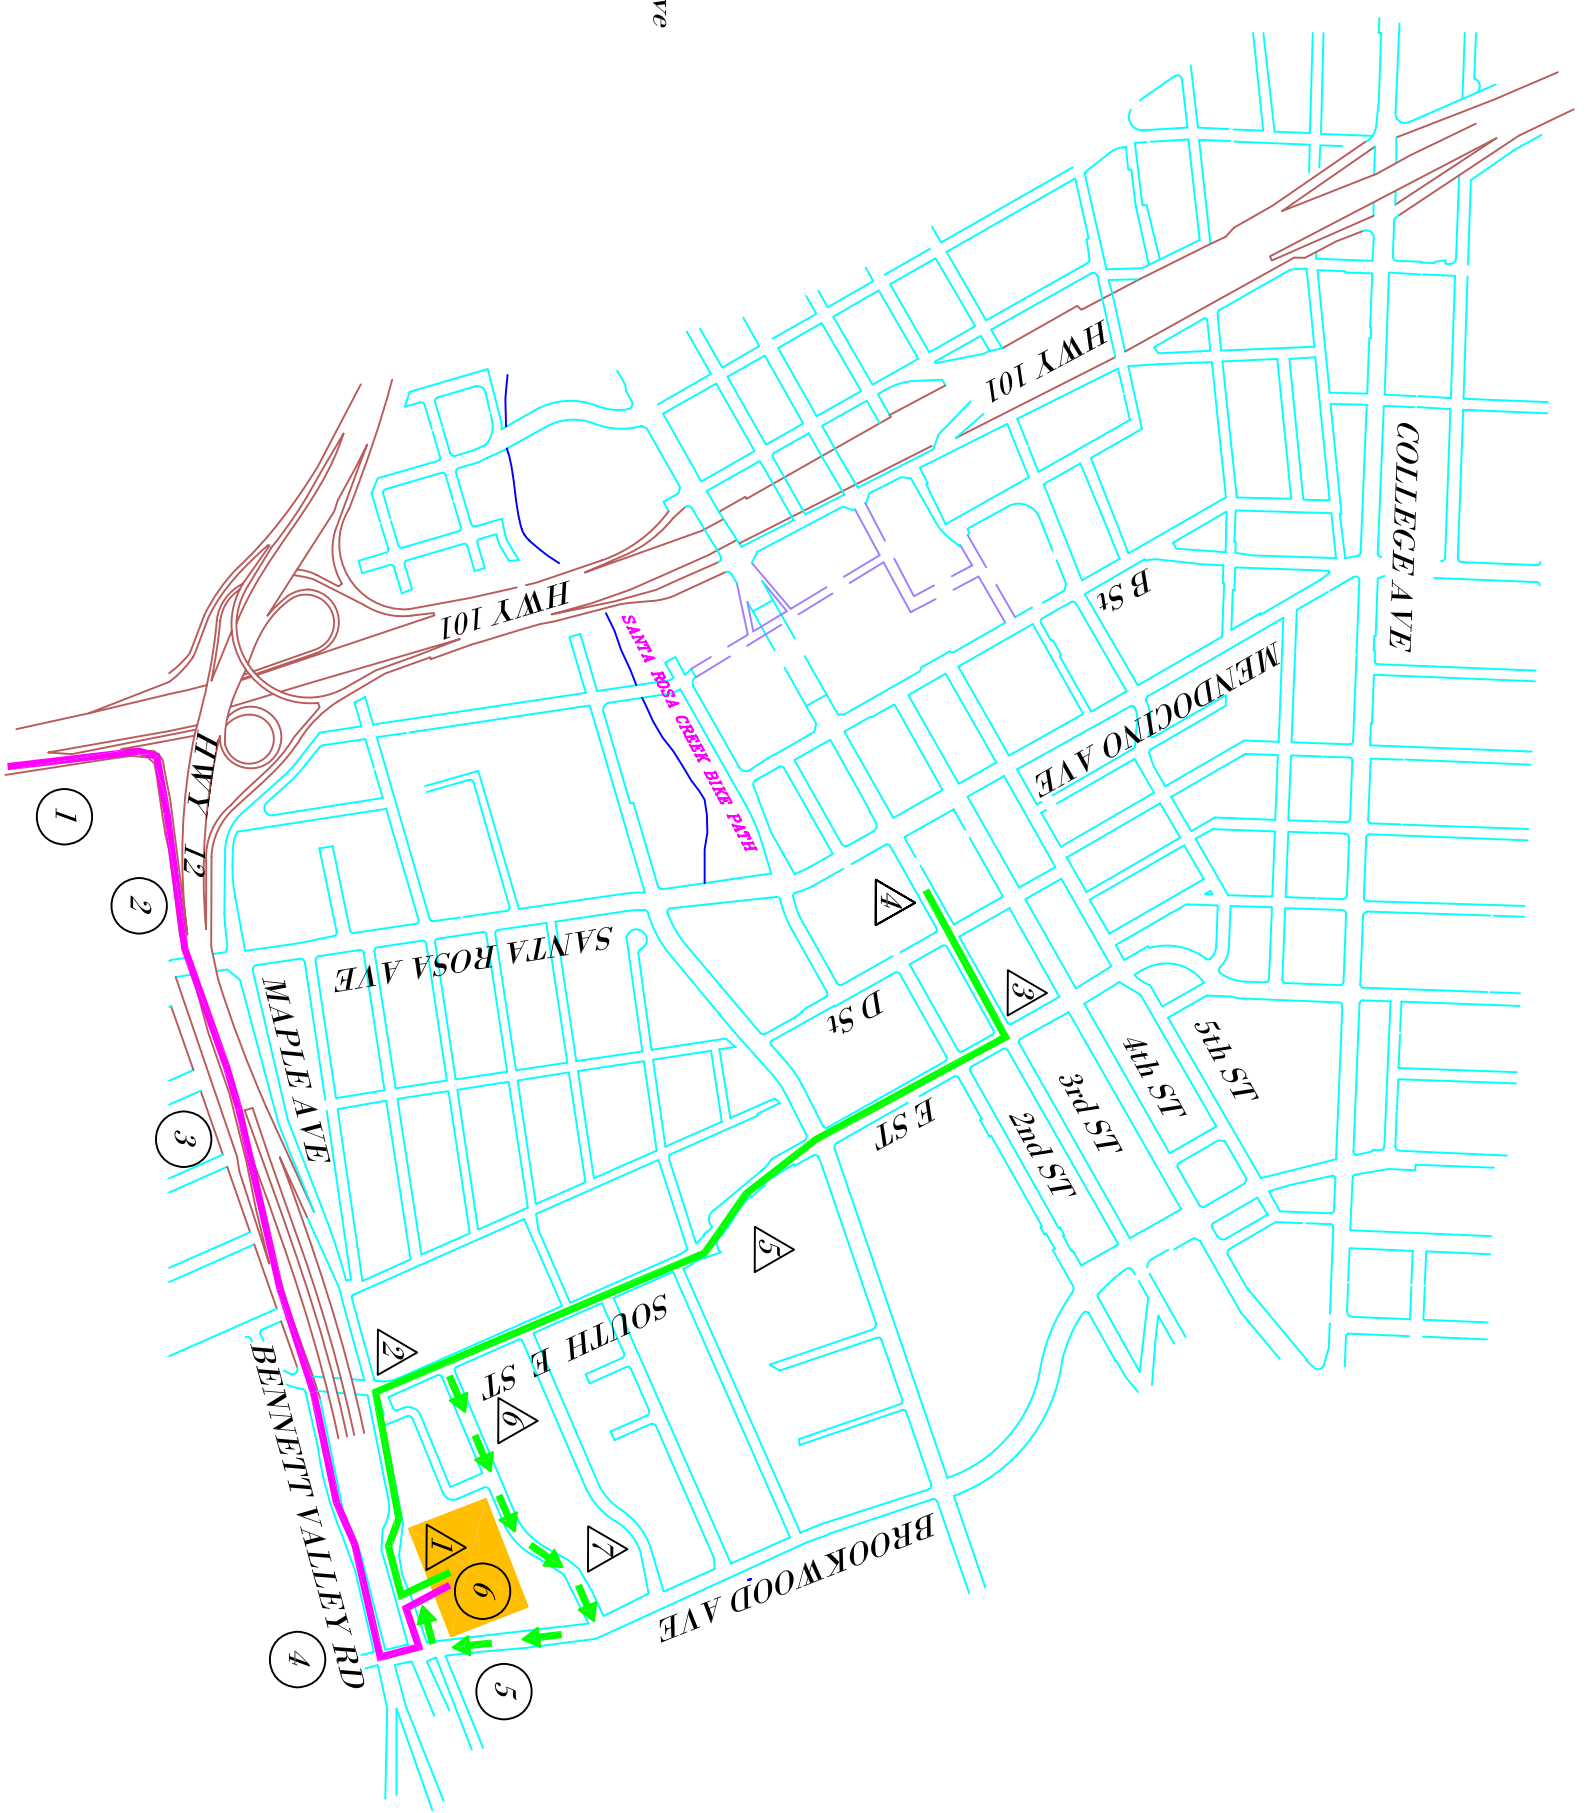 ve
HWY 101
COLLEGE AVE
B St
HWY 101
MENDOCINO AVE
SANTA ROSA CREEK BIKE PATH
HWY 12
1
2
4
SANTA ROSA AVE
3
D St
MAPLE AVE
5th ST
4th ST
3rd ST
2nd ST
E ST
3
5
SOUTH E ST
2
6
BENNETT VALLEY RD
1
7
6
BROOKWOOD AVE
4
5